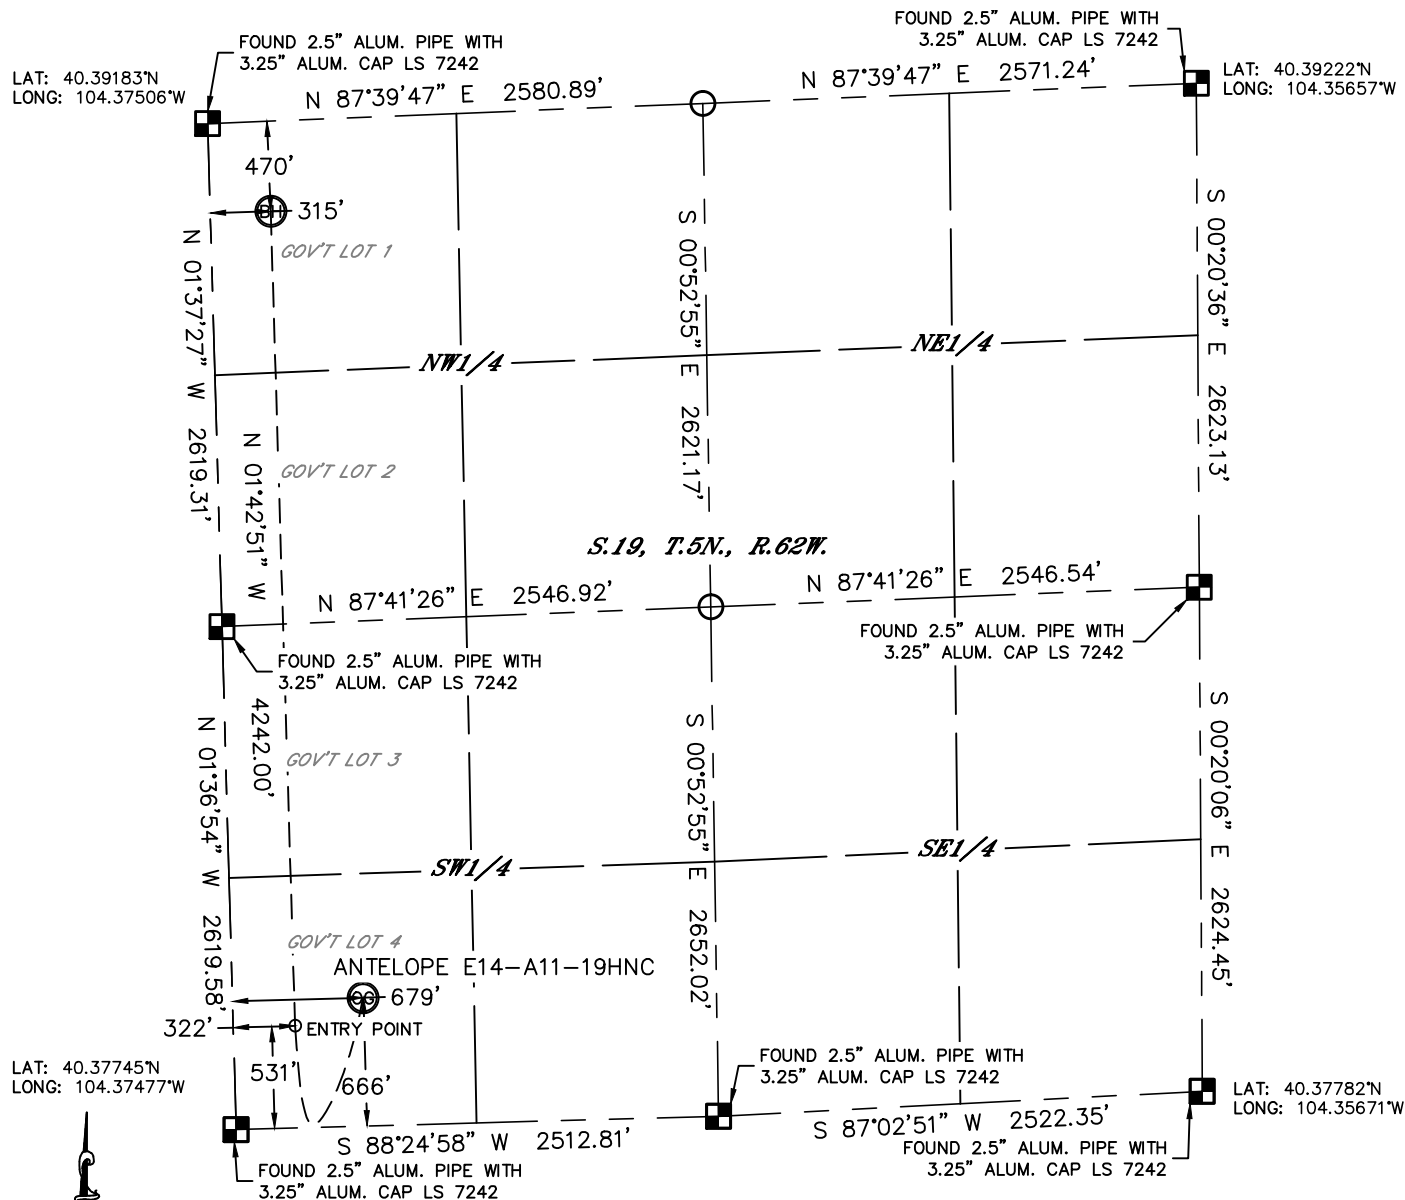 FOUND 2.5" ALUM. PIPE WITH
3.25" ALUM. CAP LS 7242
FOUND 2.5" ALUM. PIPE WITH
3.25" ALUM. CAP LS 7242
LAT: 40.39183°N
LONG: 104.37506°W
LAT: 40.39222°N
LONG: 104.35657°W
N 87°39'47" E 2580.89'
N 87°39'47" E 2571.24'
470'
BH
315'
GOV'T LOT 1
N 01°37'27" W 2619.31'
S 00°52'55" E 2621.17'
S 00°20'36" E 2623.13'
NW1/4
NE1/4
N 01°42'51" W 4242.00'
GOV'T LOT 2
S.19, T.5N., R.62W.
N 87°41'26" E 2546.92'
N 87°41'26" E 2546.54'
FOUND 2.5" ALUM. PIPE WITH
3.25" ALUM. CAP LS 7242
FOUND 2.5" ALUM. PIPE WITH
3.25" ALUM. CAP LS 7242
N 01°36'54" W 2619.58'
GOV'T LOT 3
S 00°52'55" E 2652.02'
S 00°20'06" E 2624.45'
SW1/4
SE1/4
GOV'T LOT 4
ANTELOPE E14-A11-19HNC
679'
322'
ENTRY POINT
531'
666'
LAT: 40.37745°N
LONG: 104.37477°W
FOUND 2.5" ALUM. PIPE WITH
3.25" ALUM. CAP LS 7242
LAT: 40.37782°N
LONG: 104.35671°W
S 88°24'58" W 2512.81'
S 87°02'51" W 2522.35'
FOUND 2.5" ALUM. PIPE WITH
3.25" ALUM. CAP LS 7242
FOUND 2.5" ALUM. PIPE WITH
3.25" ALUM. CAP LS 7242